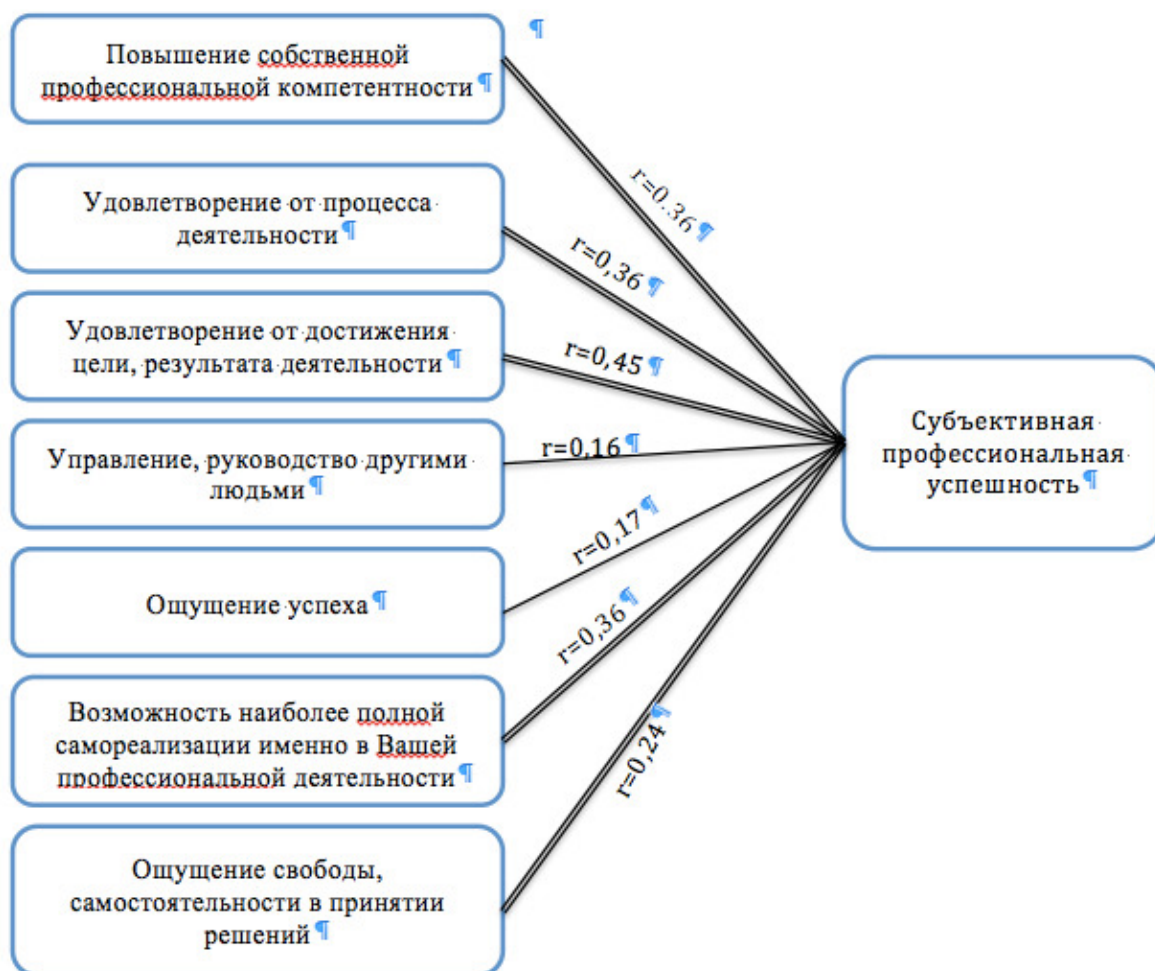 Повышение собственной
профессиональной компетентности¶
¶
r=0.36¶
Удовлетворение от процесса
деятельности¶
r=0,36¶
Удовлетворение от достижения
цели, результата деятельности¶
r=0,45¶
Управление, руководство другими
людьми¶
r=0,16¶
Ощущение успеха¶
r=0,17¶
Возможность наиболее полной
самореализации именно в Вашей
профессиональной деятельности¶
r=0,36¶
Ощущение свободы,
самостоятельности в принятии
решений¶
r=0,24¶
Субъективная
профессиональная
успешность¶